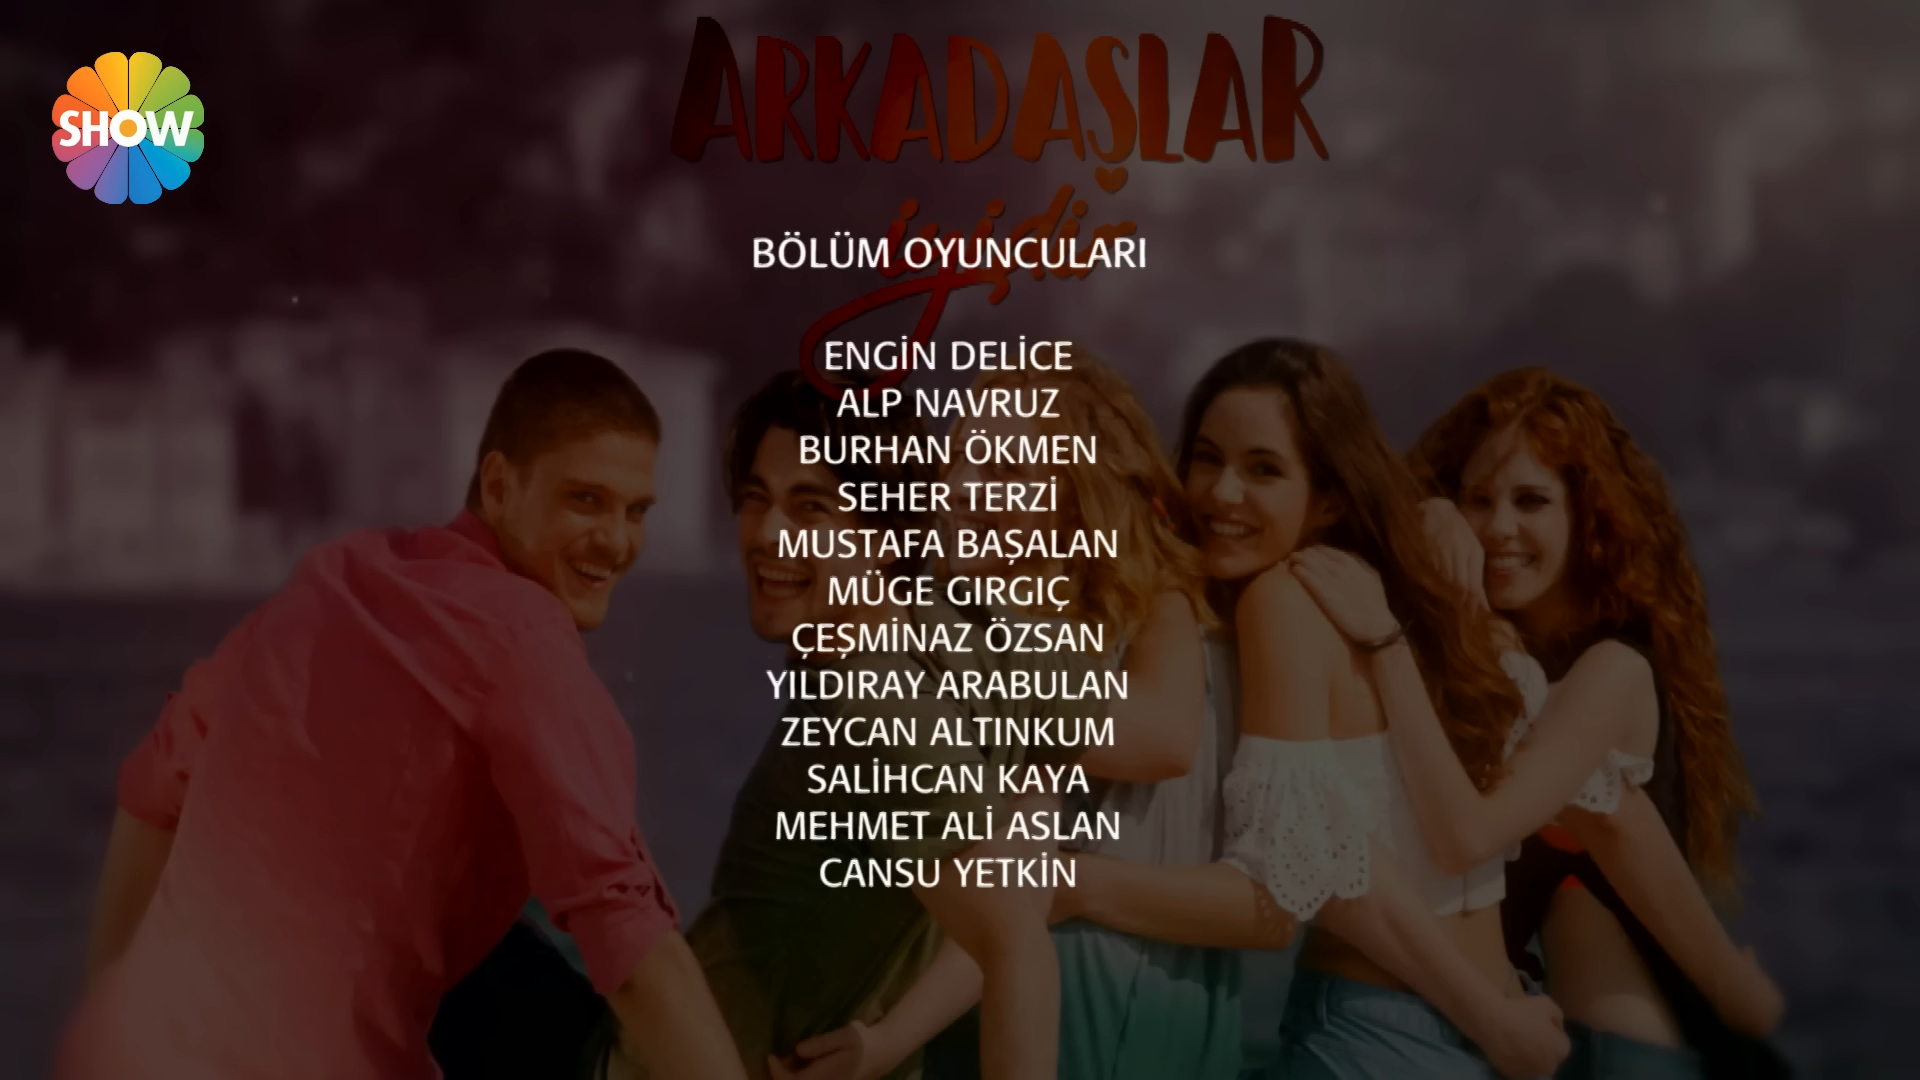 SHOW
ARKADAŞLAR
iyidir
BÖLÜM OYUNCULARI
ENGİN DELİCE
ALP NAVRUZ
BURHAN ÖKMEN
SEHER TERZİ
MUSTAFA BAŞALAN
MÜGE GIRGIÇ
ÇEŞMİNAZ ÖZSAN
YILDIRAY ARABULAN
ZEYCAN ALTINKUM
SALİHCAN KAYA
MEHMET ALİ ASLAN
CANSU YETKİN